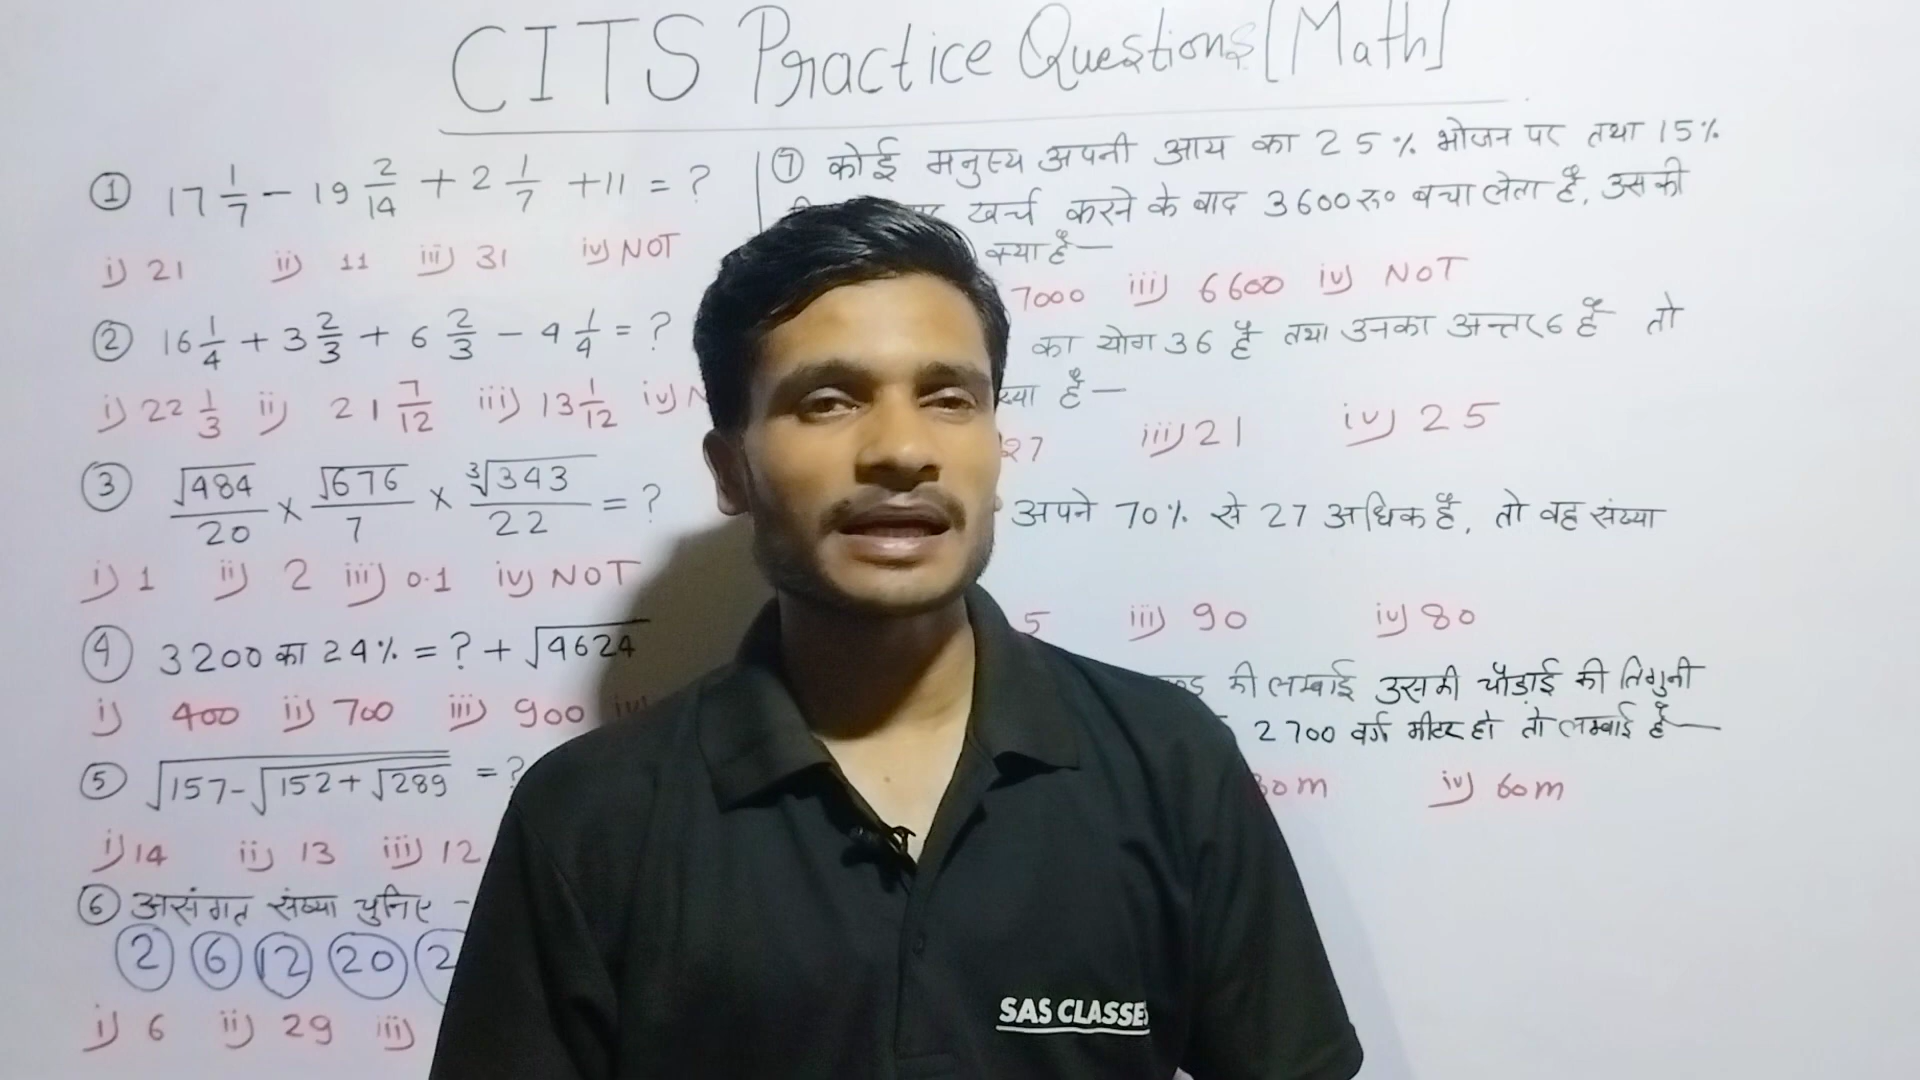 CITS Practice Questions [Math]
① 17 1/7 - 19 2/14 + 2 1/7 + 11 = ?
i) 21 ii) 11 iii) 31 iv) NOT
② 16 1/4 + 3 2/3 + 6 2/3 - 4 1/4 = ?
i) 22 1/3 ii) 21 7/12 iii) 13 1/12 iv) N
③ √484/20 × √676/7 × ∛343/22 = ?
i) 1 ii) 2 iii) 0.1 iv) NOT
④ 3200 का 24% = ? + √4624
i) 400 ii) 700 iii) 900
⑤ √157-√152+√289 = ?
i) 14 ii) 13 iii) 12
⑥ असंगत संख्या चुनिए -
2 6 12 20 2
i) 6 ii) 29 iii)
⑦ कोई मनुष्य अपनी आय का 25% भोजन पर तथा 15%
खर्च करने के बाद 3600रु० बचा लेता है, उसकी
क्या है—
7000 iii) 6600 iv) NOT
का योग 36 है तथा उनका अन्तर 6 है तो
ख्या है—
27 iii) 21 iv) 25
अपने 70% से 27 अधिक है, तो वह संख्या
5 iii) 90 iv) 80
की लम्बाई उसकी चौड़ाई की तिगुनी
2700 वर्ग मीटर हो तो लम्बाई है—
30m iv) 60m
SAS CLASSE